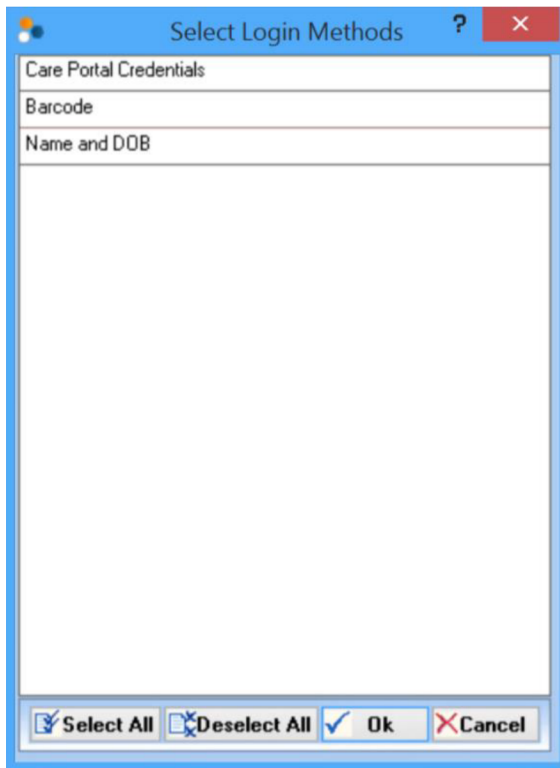 Select Login Methods ?
Care Portal Credentials
Barcode
Name and DOB
Select All Deselect All Ok Cancel